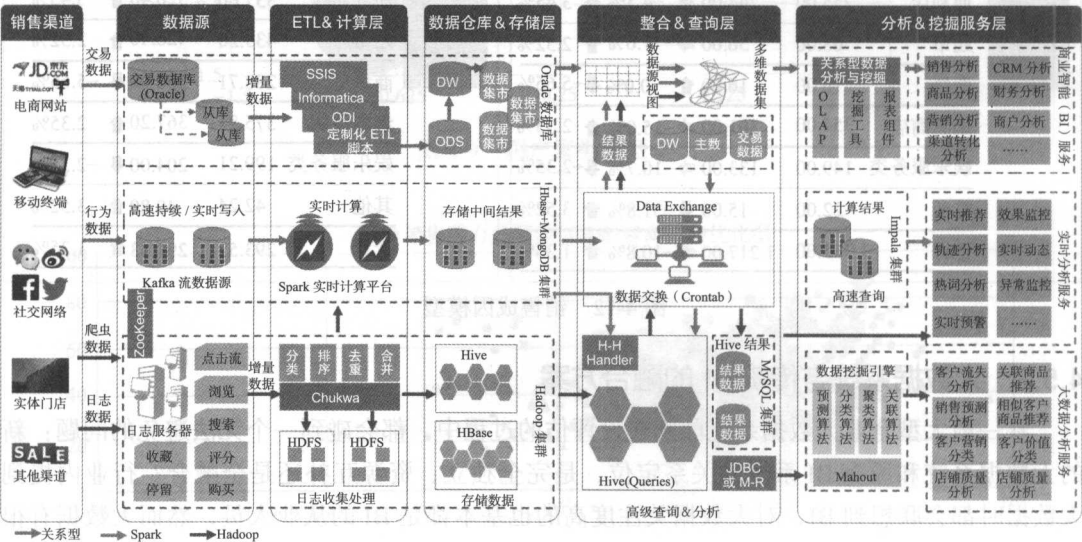 销售渠道
数据源
ETL& 计算层
数据仓库 & 存储层
整合 & 查询层
分析 & 挖掘服务层
JD 京东
.COM
天猫 TMALL.COM
电商网站
移动终端
社交网络
实体门店
SALE
其他渠道
交易
数据
行为
数据
爬虫
数据
日志
数据
交易数据库
(Oracle)
从库
从库
高速持续 / 实时写入
Kafka 流数据源
ZooKeeper
日志服务器
点击流
浏览
搜索
收藏
评分
停留
购买
增量
数据
SSIS
Informatica
ODI
定制化 ETL
脚本
实时计算
Spark 实时计算平台
增量
数据
分类
排序
去重
合并
Chukwa
HDFS
HDFS
日志收集处理
DW
ODS
数据
集市
数据
集市
数据
集市
Orade 数据库
存储中间结果
Hbase+MongoDB 集群
Hive
HBase
存储数据
Hadoop 集群
数据源视图
多维数据集
结果
数据
DW
主数
交易
数据
Data Exchange
数据交换（Crontab）
H-H
Handler
Hive 结果
结果
数据
结果
数据
MySQL 集群
Hive(Queries)
JDBC
或 M-R
高级查询 & 分析
关系型数据
分析与挖掘
OLAP
挖掘工具
报表组件
销售分析
CRM 分析
商品分析
财务分析
营销分析
商户分析
渠道转化
分析
……
商业智能（BI）服务
计算结果
高速查询
Impala 集群
实时推荐
效果监控
轨迹分析
实时动态
热词分析
异常监控
实时预警
……
实时分析服务
数据挖掘引擎
预测算法
分类算法
聚类算法
关联算法
Mahout
客户流失
分析
关联商品
推荐
销售预测
分析
相似客户
商品推荐
客户营销
分类
客户价值
分类
店铺质量
分析
店铺质量
分析
大数据分析服务
关系型
Spark
Hadoop